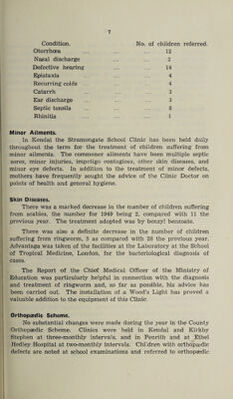 7
Condition. No. of children referred.
Otorrhœa ... ... ... 12
Nasal discharge ... ... 2
Defective hearing ... ... 14
Epistaxis ... ... ... 4
Recurring colds ... ... ... 4
Catarrh ... ... ... 3
Ear discharge ... ... ... 3
Septic tonsils ... ... ... 8
Rhinitis ... ... ... 1
Minor Ailments.
In Kendal the Stramongate School Clinic has been held daily
throughout the term for the treatment of children suffering from
minor ailments. The commoner ailments have been multiple septic
sores, minor injuries, impetigo contagiosa, other skin diseases, and
minor eye defects. In addition to the treatment of minor defects,
mothers have frequently sought the advice of the Clinic Doctor on
points of health and general hygiene.
Skin Diseases.
There was a marked decrease in the number of children suffering
from scabies, the number for 1949 being 2, compared with 11 the
previous year. The treatment adopted was by benzyl benzoate.
There was also a definite decrease in the number of children
suffering from ringworm, 3 as compared with 28 the previous year.
Advantage was taken of the facilities at the Laboratory at the School
of Tropical Medicine, London, for the bacteriological diagnosis of
cases.
The Report of the Chief Medical Officer of the Ministry of
Education was particularly helpful in connection with the diagnosis
and treatment of ringworm and, so far as possible, his advice has
been carried out. The installation of a Wood's Light has proved a
valuable addition to the equipment of this Clinic.
Orthopædic Scheme.
No substantial changes were made during the year in the County
Orthopædic Scheme. Clinics were held in Kendal and Kirkby
Stephen at three-monthly intervals, and in Penrith and at Ethel
Hedley Hospital at two-monthly intervals. Children with orthopædic
defects are noted at school examinations and referred to orthopædic